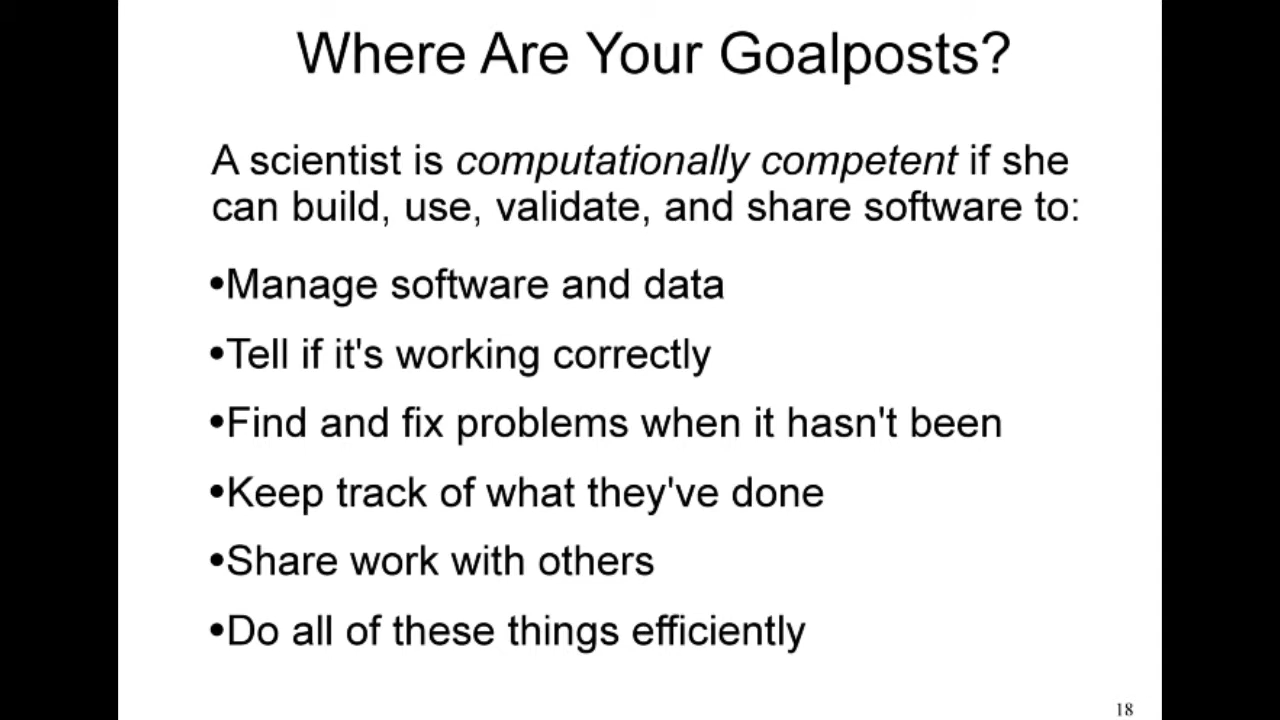 Where Are Your Goalposts?
A scientist is computationally competent if she
can build, use, validate, and share software to:
•Manage software and data
•Tell if it's working correctly
•Find and fix problems when it hasn't been
•Keep track of what they've done
•Share work with others
•Do all of these things efficiently
18